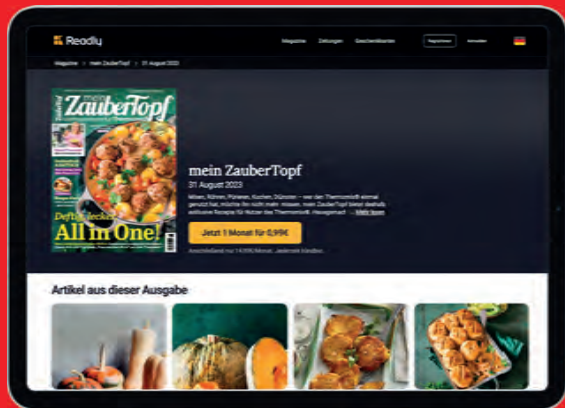 Readly
Magazine Zeitungen Geschenkkarten Registrieren Anmelden
Magazine > mein ZauberTopf > 31 August 2023
mein
ZauberTopf
Deftig, lecker,
All in One!
mein ZauberTopf
31 August 2023
Mixen, Rühren, Pürieren, Kochen, Dünsten – wer den Thermomix® einmal
genutzt hat, möchte ihn nicht mehr missen. mein ZauberTopf bietet deshalb
exklusive Rezepte für Nutzer des Thermomix®. Hausgemacht ... Mehr lesen
Jetzt 1 Monat für 0,99€
Anschließend nur 14,99€/Monat. Jederzeit kündbar.
Artikel aus dieser Ausgabe